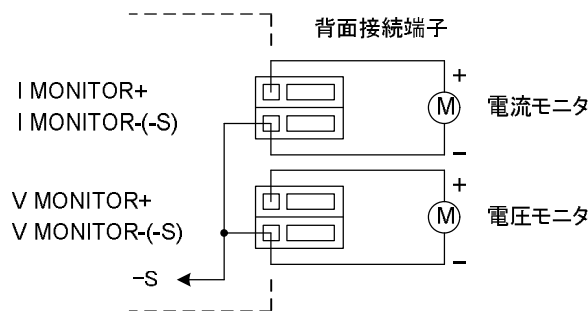 背面接続端子
I MONITOR+
I MONITOR-(-S)
+
M
電流モニタ
−
V MONITOR+
V MONITOR-(-S)
+
M
電圧モニタ
−
−S